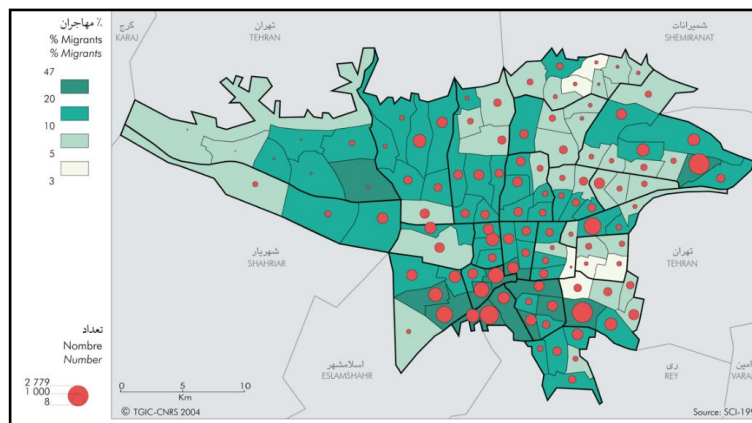 ٪ مهاجران
% Migrants
% Migrants
47
20
10
5
3
کرج
KARAJ
تهران
TEHRAN
شمیرانات
SHEMIRANAT
شهریار
SHAHRIAR
تهران
TEHRAN
اسلامشهر
ESLAMSHAHR
ری
REY
امین
VARA
تعداد
Nombre
Number
2 779
1 000
8
0 5 10
Km
© TGIC-CNRS 2004
Source: SCI-199